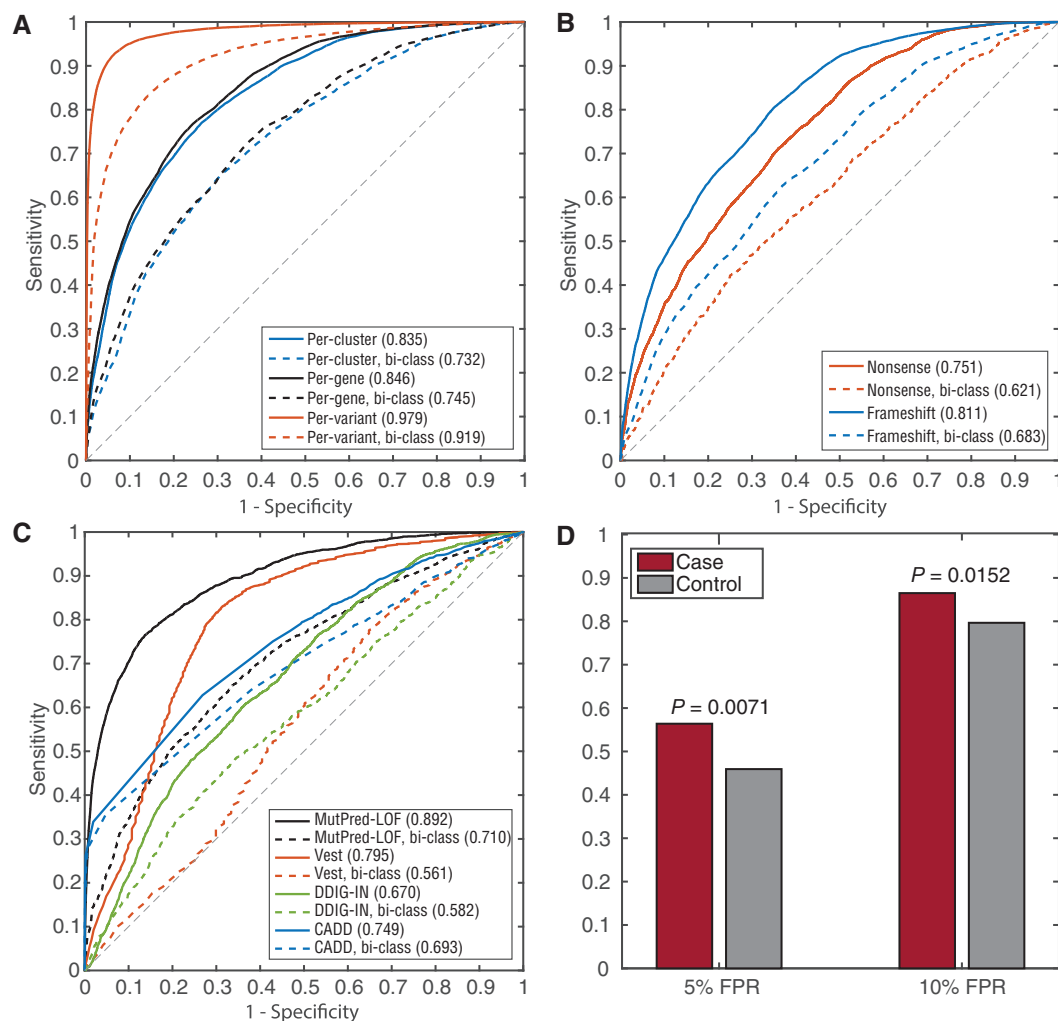 A
1
0.9
0.8
0.7
0.6
0.5
0.4
0.3
0.2
0.1
0
Sensitivity
Per-cluster (0.835)
Per-cluster, bi-class (0.732)
Per-gene (0.846)
Per-gene, bi-class (0.745)
Per-variant (0.979)
Per-variant, bi-class (0.919)
0 0.1 0.2 0.3 0.4 0.5 0.6 0.7 0.8 0.9 1
1 - Specificity
B
1
0.9
0.8
0.7
0.6
0.5
0.4
0.3
0.2
0.1
0
Sensitivity
Nonsense (0.751)
Nonsense, bi-class (0.621)
Frameshift (0.811)
Frameshift, bi-class (0.683)
0 0.1 0.2 0.3 0.4 0.5 0.6 0.7 0.8 0.9 1
1 - Specificity
C
1
0.9
0.8
0.7
0.6
0.5
0.4
0.3
0.2
0.1
0
Sensitivity
MutPred-LOF (0.892)
MutPred-LOF, bi-class (0.710)
Vest (0.795)
Vest, bi-class (0.561)
DDIG-IN (0.670)
DDIG-IN, bi-class (0.582)
CADD (0.749)
CADD, bi-class (0.693)
0 0.1 0.2 0.3 0.4 0.5 0.6 0.7 0.8 0.9 1
1 - Specificity
D
1
0.9
0.8
0.7
0.6
0.5
0.4
0.3
0.2
0.1
0
Case
Control
P = 0.0071
P = 0.0152
5% FPR
10% FPR